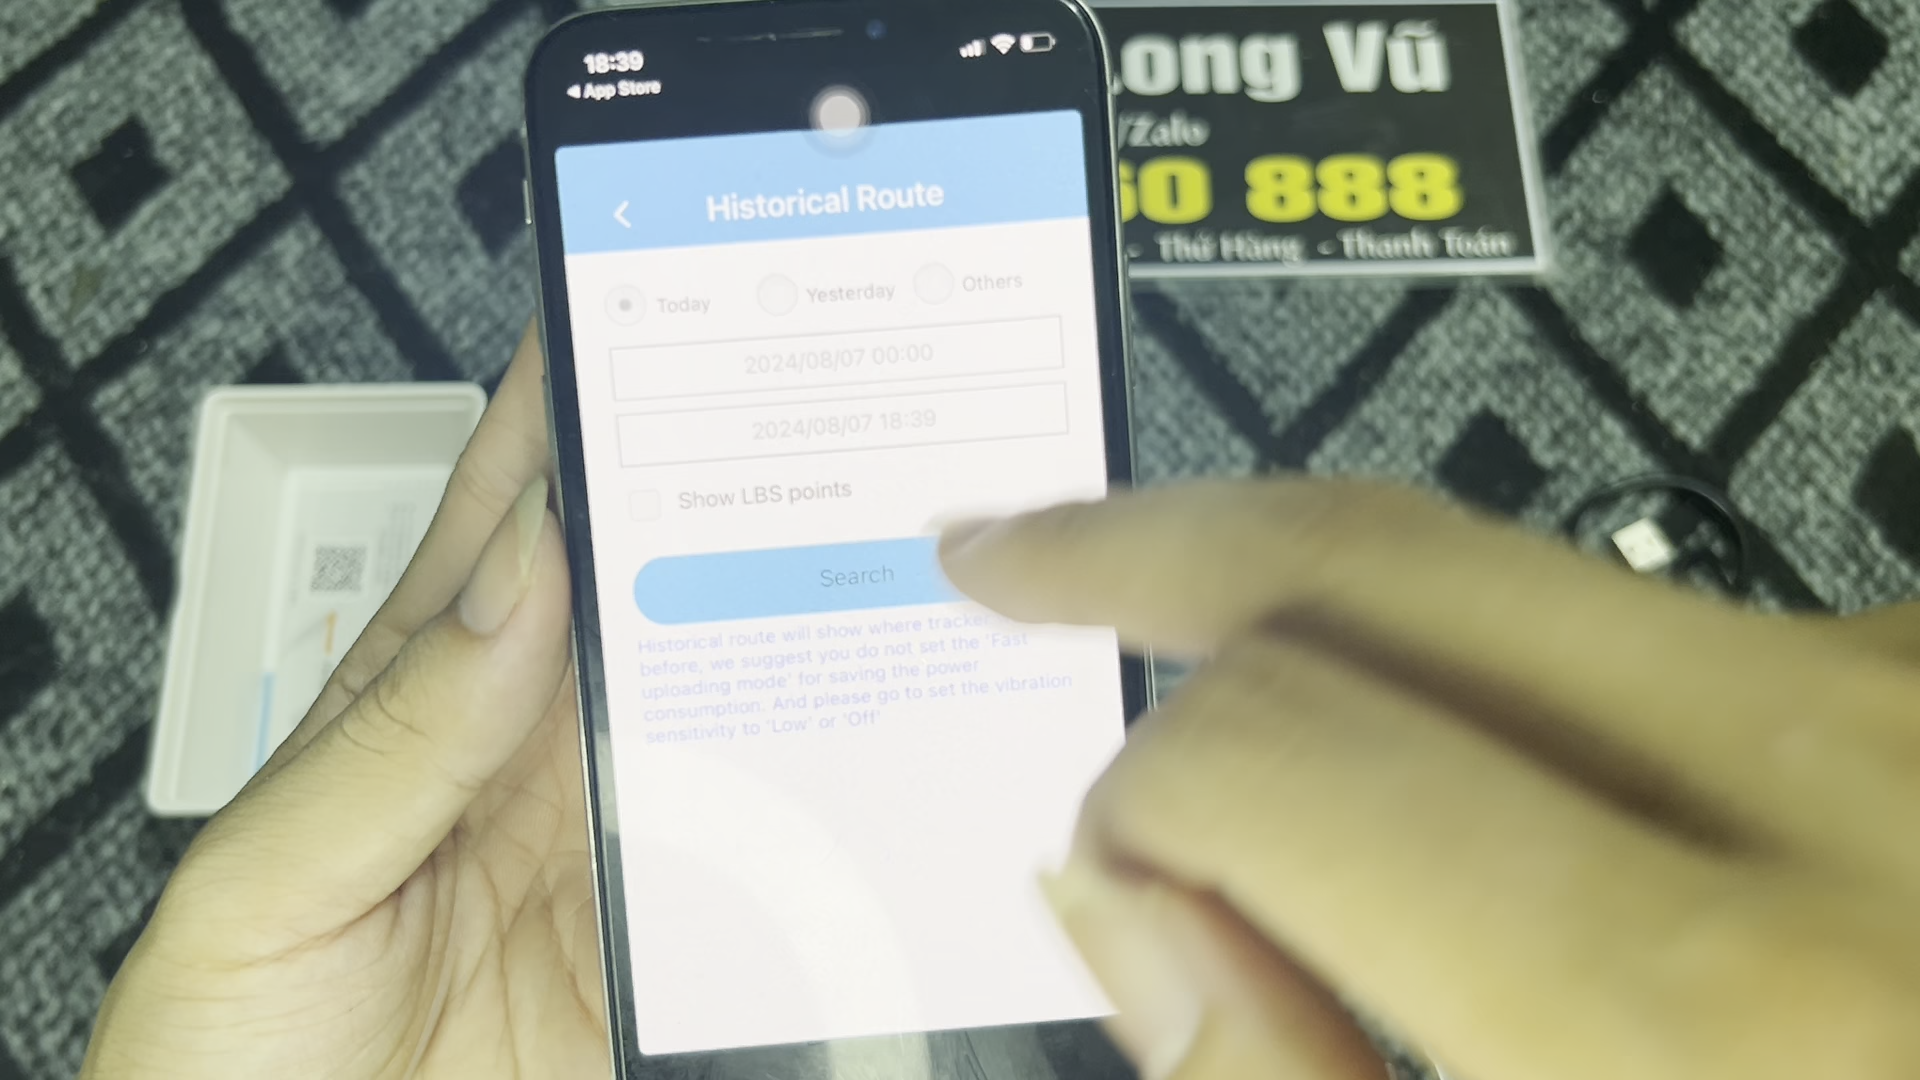 18:39
App Store
Historical Route
Today
Yesterday
Others
2024/08/07 00:00
2024/08/07 18:39
Show LBS points
Search
Historical route will show where tracker
before, we suggest you do not set the 'Fast
uploading mode' for saving the power
consumption. And please go to set the vibration
sensitivity to 'Low' or 'Off'
ong Vũ
/Zalo
60 888
- Thử Hàng - Thanh Toán